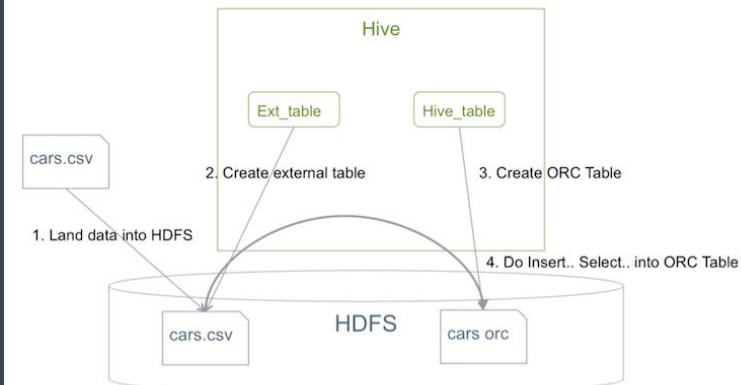 Hive
Ext_table
Hive_table
cars.csv
2. Create external table
3. Create ORC Table
1. Land data into HDFS
4. Do Insert.. Select.. into ORC Table
cars.csv
HDFS
cars orc